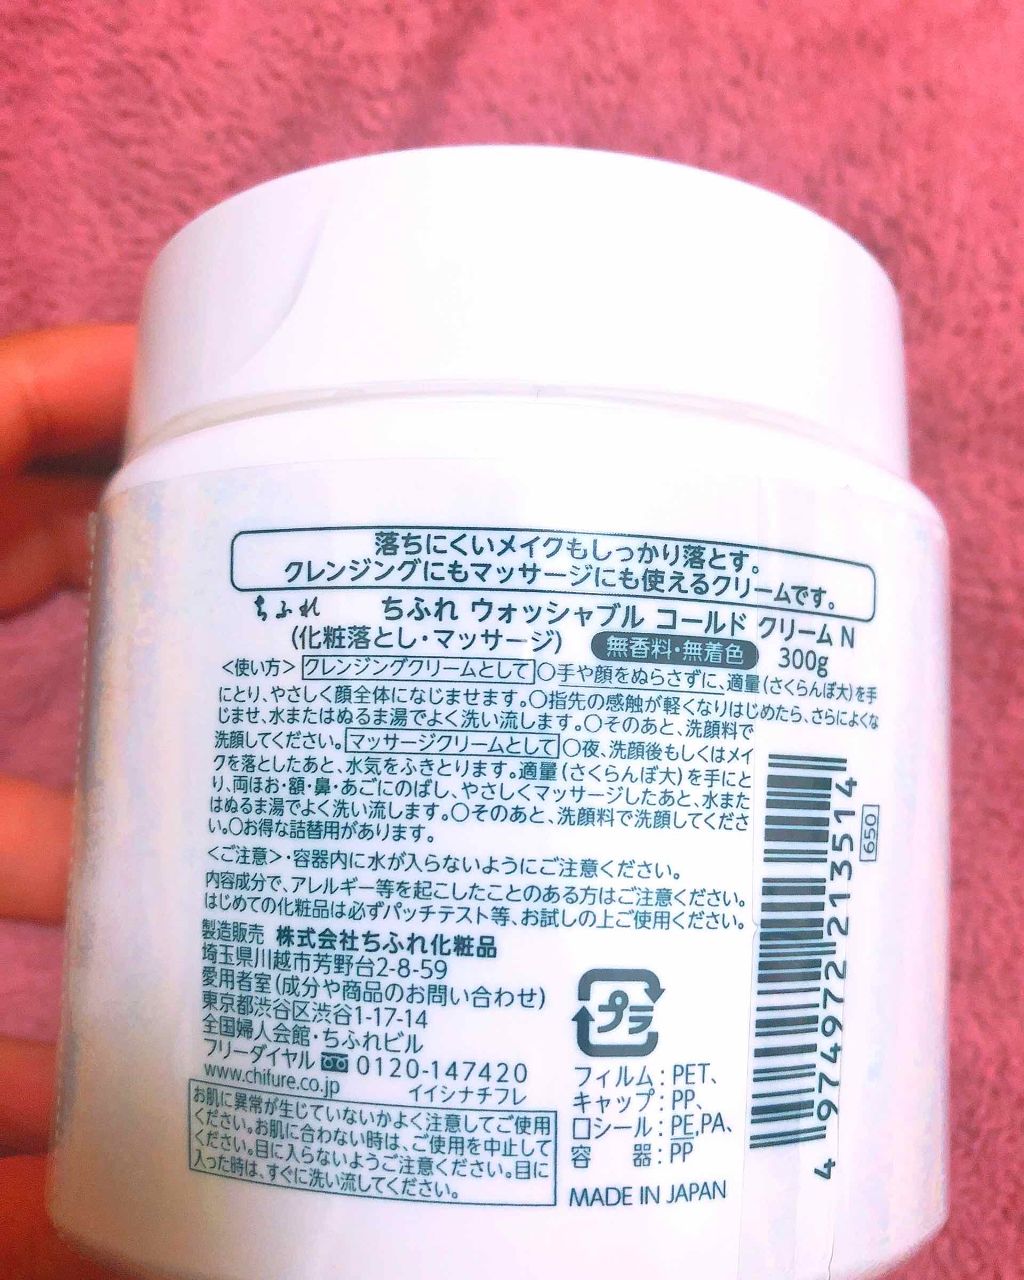 落ちにくいメイクもしっかり落とす。
クレンジングにもマッサージにも使えるクリームです。
ちふれ ちふれ ウォッシャブル コールド クリーム N
(化粧落とし・マッサージ) 無香料・無着色 300g
<使い方> クレンジングクリームとして ○手や顔をぬらさずに、適量(さくらんぼ大)を手
にとり、やさしく顔全体になじませます。○指先の感触が軽くなりはじめたら、さらによくな
じませ、水またはぬるま湯でよく洗い流します。○そのあと、洗顔料で
洗顔してください。マッサージクリームとして ○夜、洗顔後もしくはメイ
クを落としたあと、水気をふきとります。適量(さくらんぼ大)を手にと
り、両ほお・額・鼻・あごにのばし、やさしくマッサージしたあと、水また
はぬるま湯でよく洗い流します。○そのあと、洗顔料で洗顔してくださ
い。○お得な詰替用があります。
<ご注意>・容器内に水が入らないようにご注意ください。
内容成分で、アレルギー等を起こしたことのある方はご注意ください。
はじめての化粧品は必ずパッチテスト等、お試しの上ご使用ください。
製造販売 株式会社ちふれ化粧品
埼玉県川越市芳野台2-8-59
愛用者室(成分や商品のお問い合わせ)
東京都渋谷区渋谷1-17-14
全国婦人会館・ちふれビル
フリーダイヤル 0120-147420
www.chifure.co.jp イイシナチフレ
お肌に異常が生じていないかよく注意してご使用
ください。お肌に合わない時は、ご使用を中止して
ください。目に入らないようご注意ください。目に
入った時は、すぐに洗い流してください。
プラ
フィルム:PET、
キャップ:PP、
口シール:PE,PA、
容 器:PP
MADE IN JAPAN
4 974972 213514
650